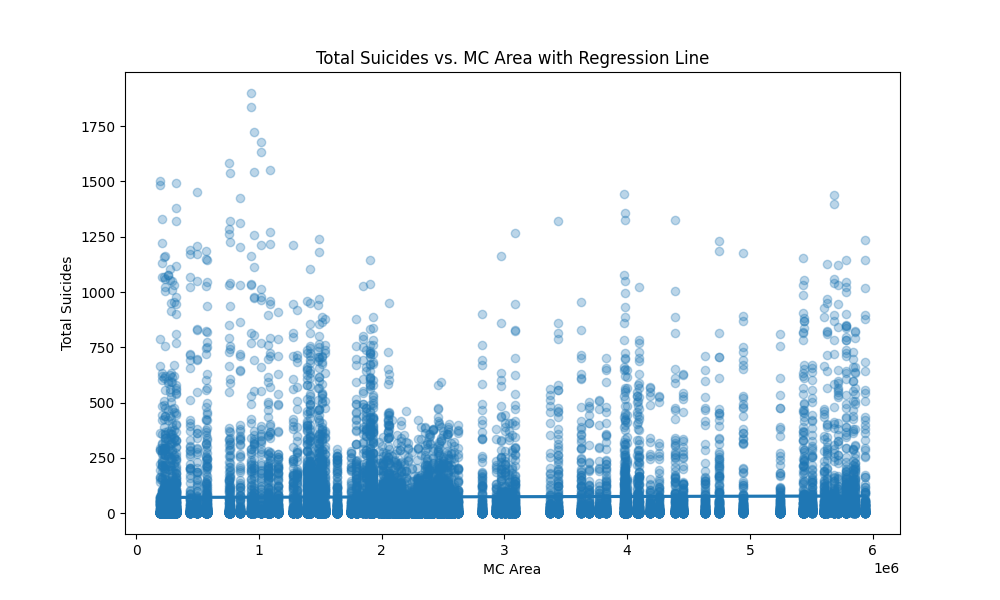 Total Suicides vs. MC Area with Regression Line
1750
1500
1250
1000
750
500
250
0
Total Suicides
0 1 2 3 4 5 6
1e6
MC Area